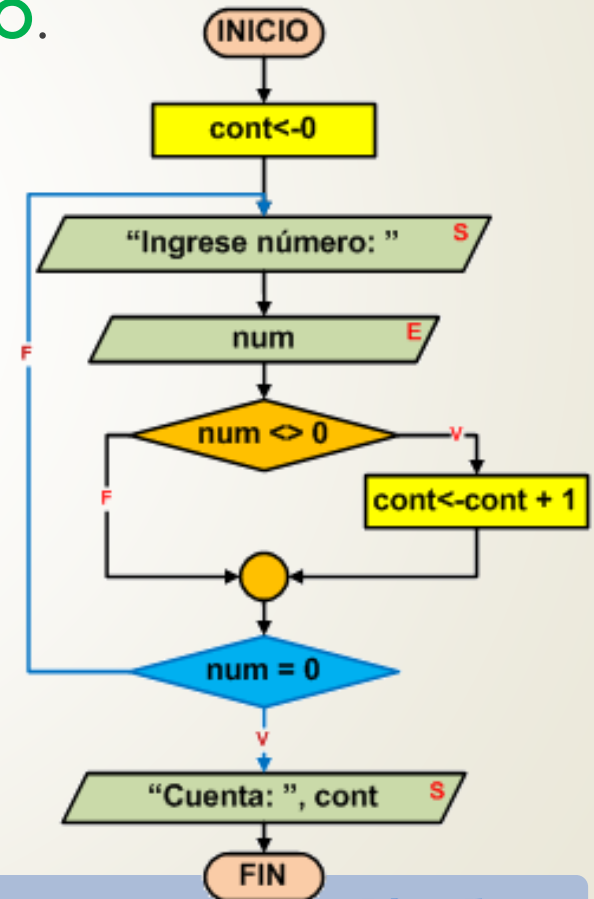 O.
INICIO
cont<-0
“Ingrese número: ” S
num E
F
num <> 0
V
F
cont<-cont + 1
num = 0
V
“Cuenta: ”, cont S
FIN